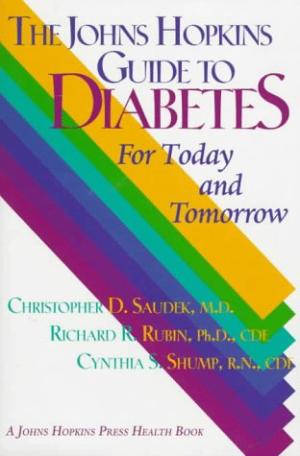 The Johns Hopkins
Guide to
Diabetes
For Today
and
Tomorrow
Christopher D. Saudek, M.D.
Richard R. Rubin, Ph.D., CDE
Cynthia S. Shump, R.N., CDE
A Johns Hopkins Press Health Book